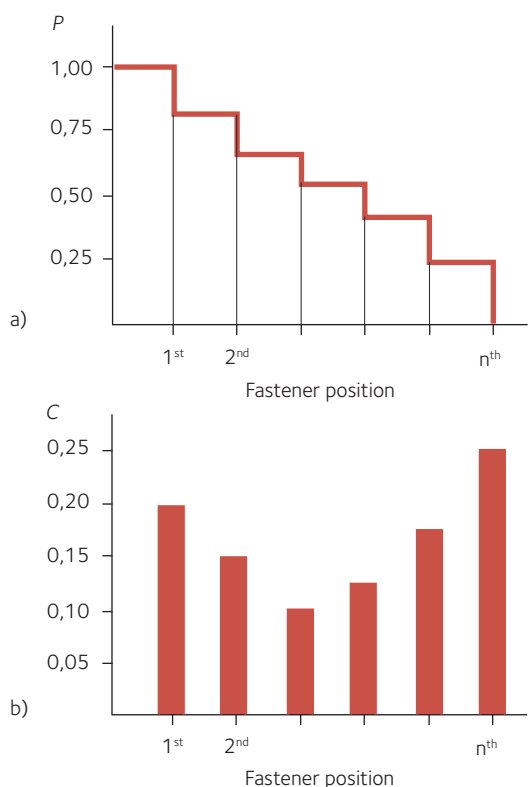 P
1,00
0,75
0,50
0,25
a)
1st 2nd nth
Fastener position
C
0,25
0,20
0,15
0,10
0,05
b)
1st 2nd nth
Fastener position